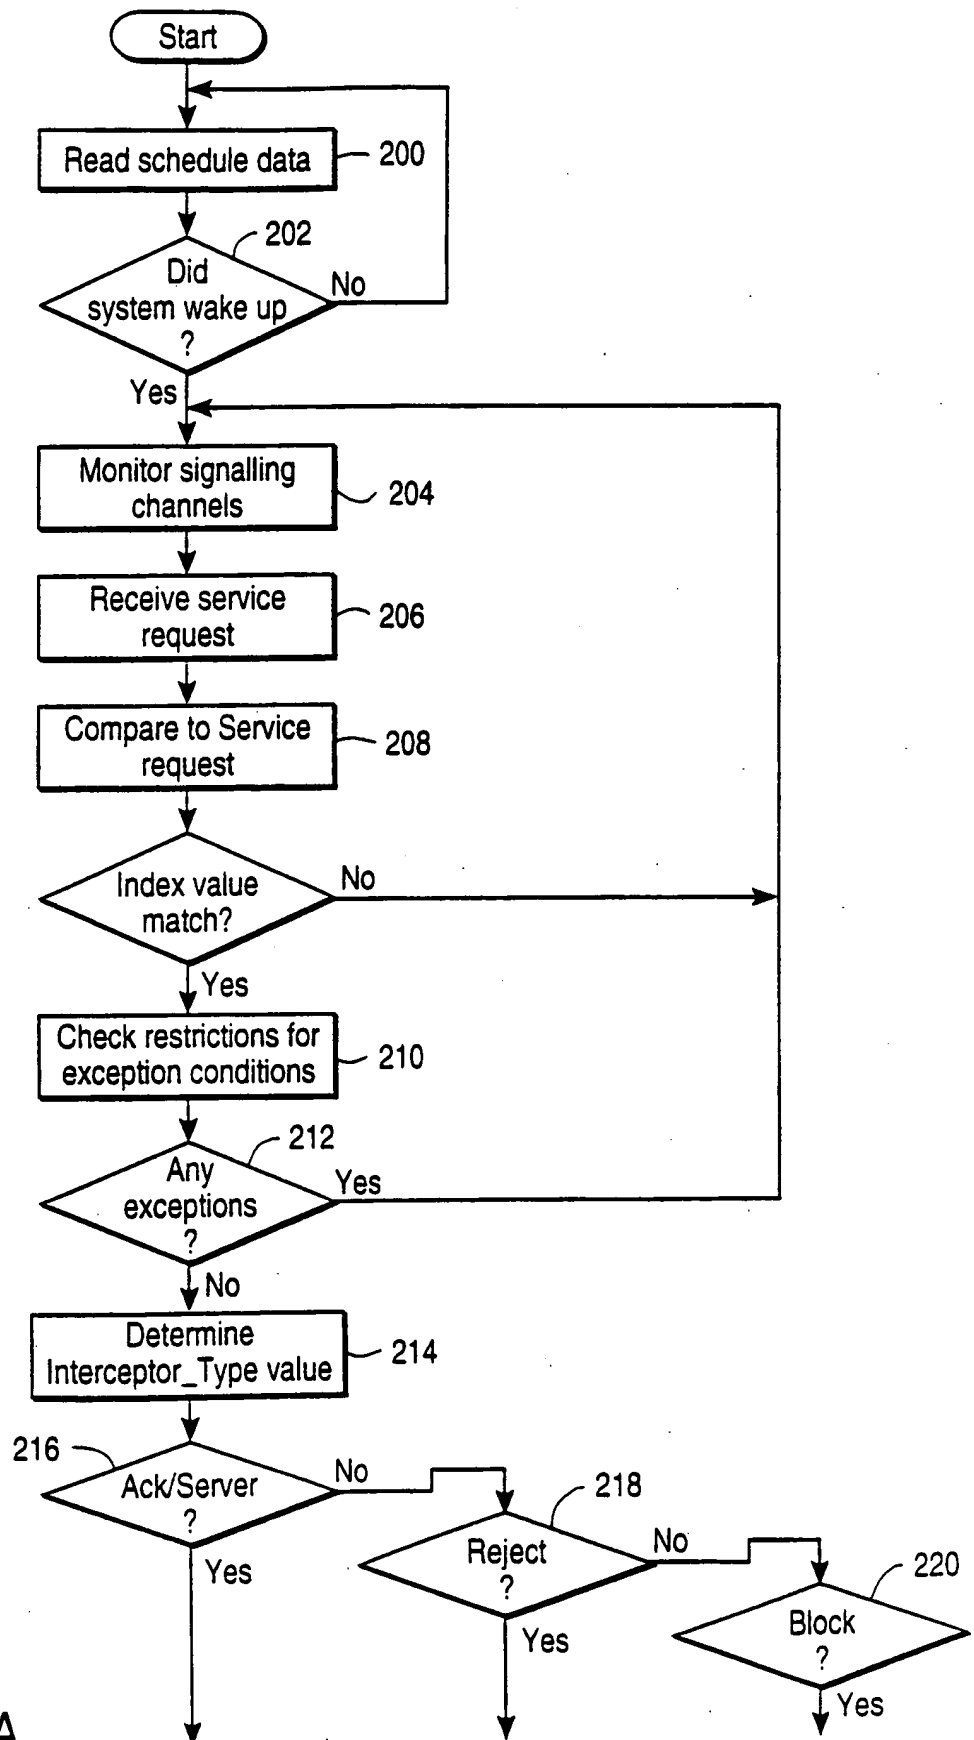 Start
Read schedule data
200
202
Did
system wake up
?
No
Yes
Monitor signalling
channels
204
Receive service
request
206
Compare to Service
request
208
Index value
match?
No
Yes
Check restrictions for
exception conditions
210
212
Any
exceptions
?
Yes
No
Determine
Interceptor_Type value
214
216
Ack/Server
?
No
Yes
218
Reject
?
No
Yes
220
Block
?
Yes
A